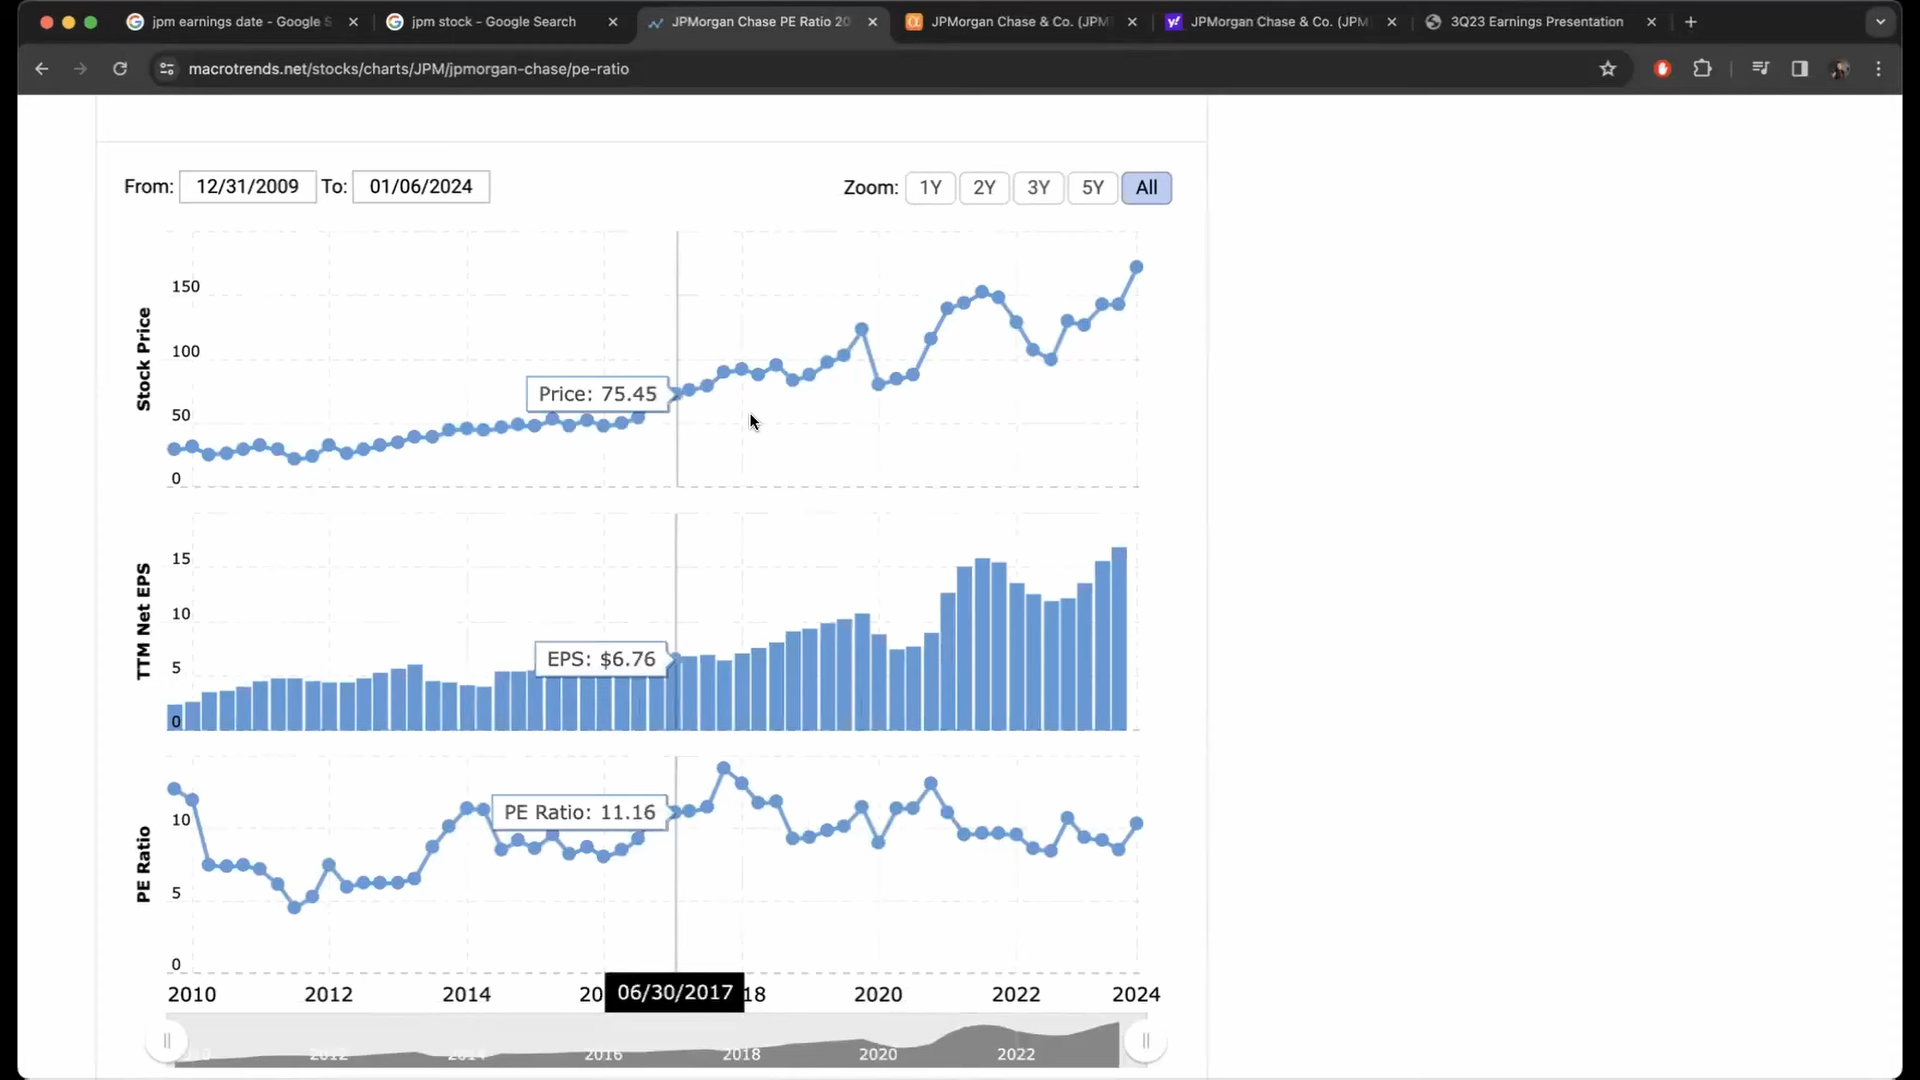 jpm earnings date - Google S
jpm stock - Google Search
JPMorgan Chase PE Ratio 20
JPMorgan Chase & Co. (JPM
JPMorgan Chase & Co. (JPM
3Q23 Earnings Presentation
macrotrends.net/stocks/charts/JPM/jpmorgan-chase/pe-ratio
From: 12/31/2009 To: 01/06/2024
Zoom: 1Y 2Y 3Y 5Y All
Stock Price
150
100
50
0
Price: 75.45
TTM Net EPS
15
10
5
0
EPS: $6.76
PE Ratio
10
5
0
PE Ratio: 11.16
2010 2012 2014 20 06/30/2017 18 2020 2022 2024
2012 2014 2016 2018 2020 2022